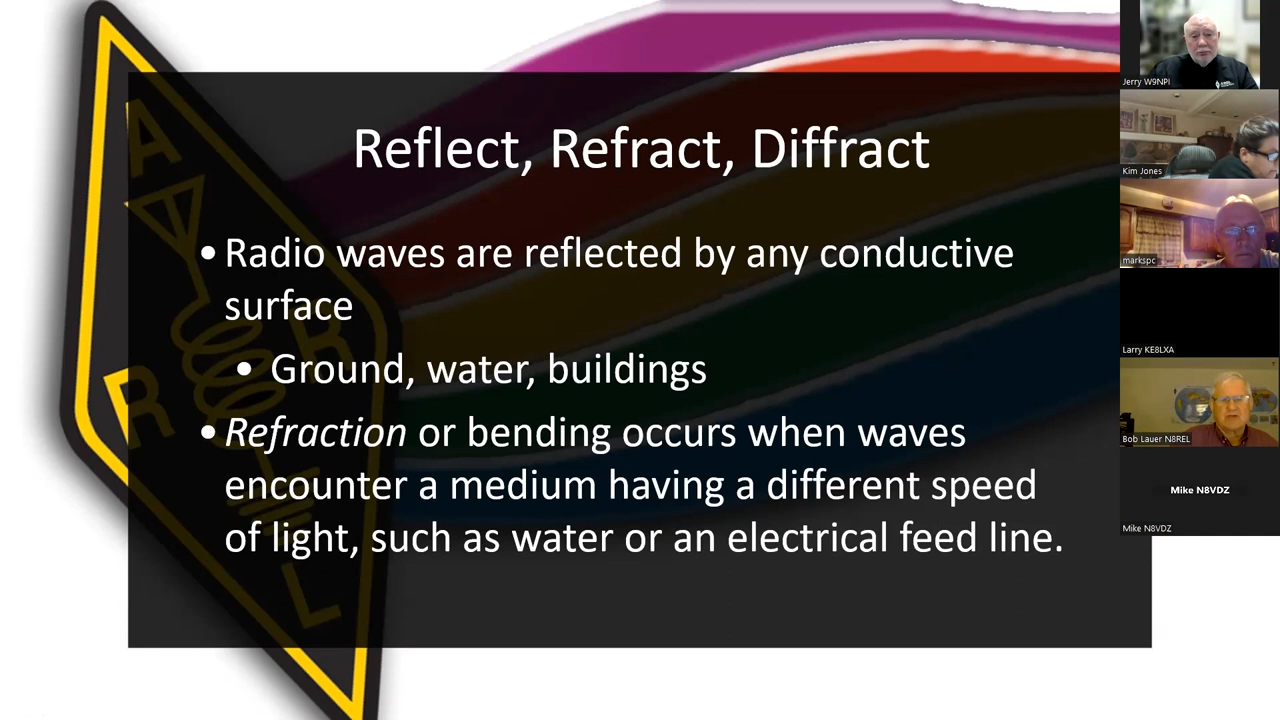 Reflect, Refract, Diffract
•Radio waves are reflected by any conductive
surface
• Ground, water, buildings
•Refraction or bending occurs when waves
encounter a medium having a different speed
of light, such as water or an electrical feed line.
A
R
R
L
Jerry W9NPI
Kim Jones
markspc
Larry KE8LXA
Bob Lauer N8REL
Mike N8VDZ
Mike N8VDZ